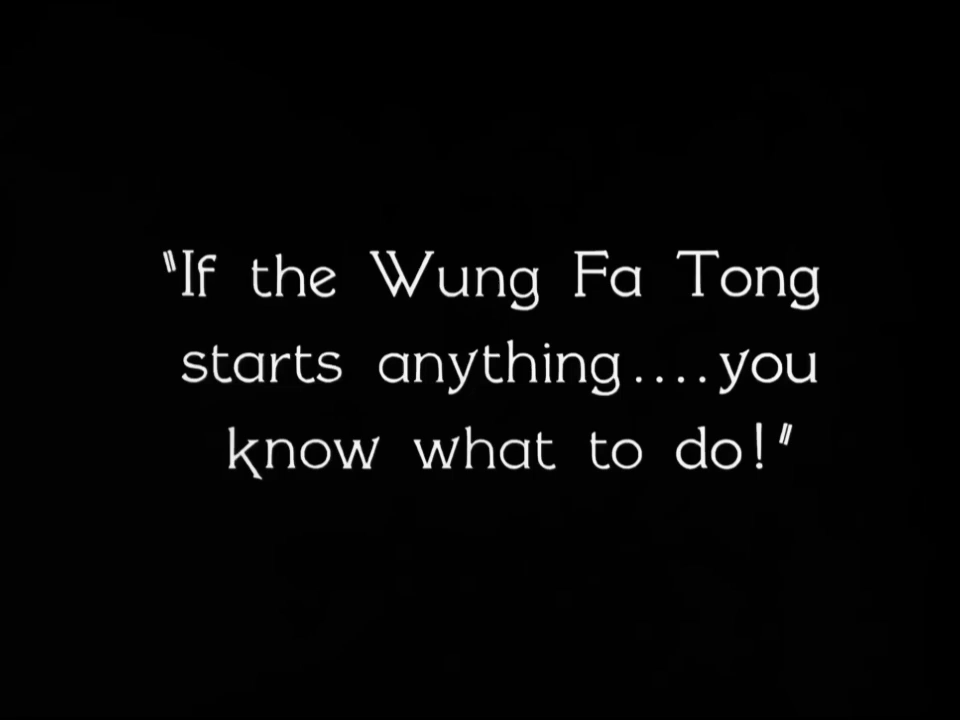 "If the Wung Fa Tong
starts anything....you
know what to do!"